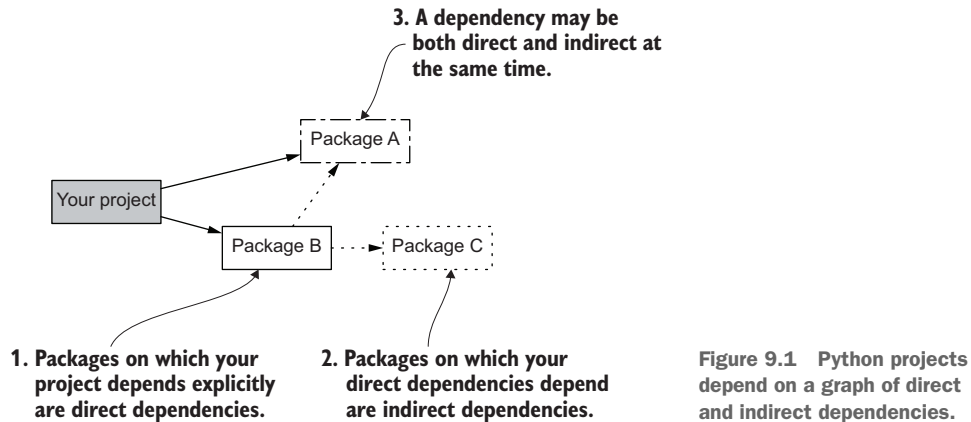 3. A dependency may be
both direct and indirect at
the same time.
Package A
Your project
Package B
Package C
1. Packages on which your
project depends explicitly
are direct dependencies.
2. Packages on which your
direct dependencies depend
are indirect dependencies.
Figure 9.1 Python projects
depend on a graph of direct
and indirect dependencies.